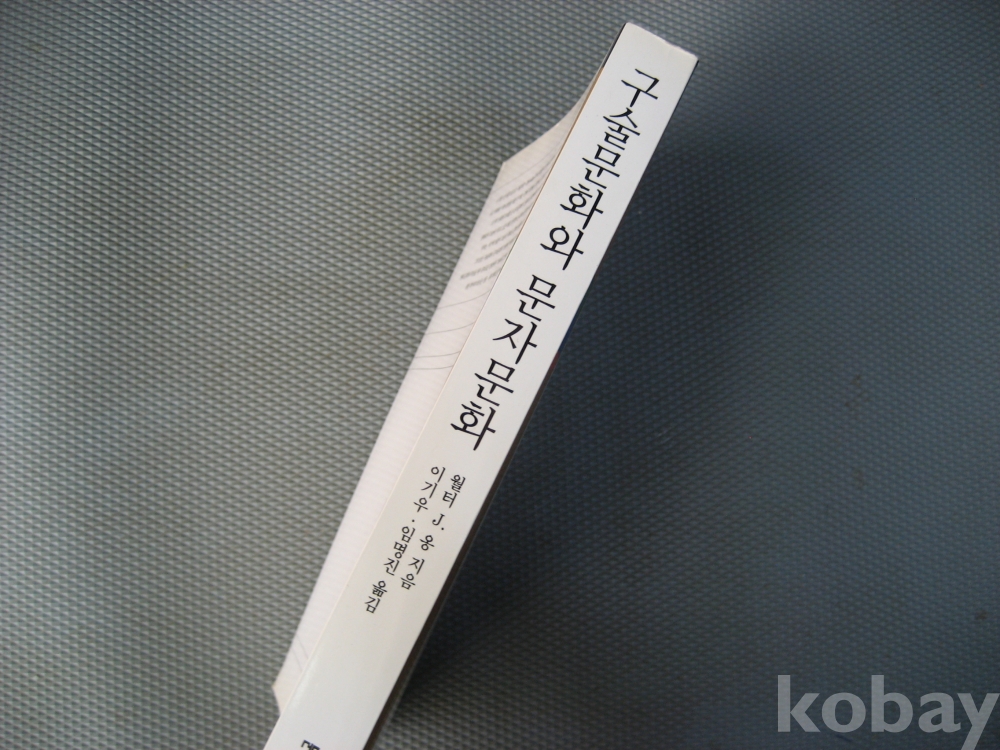 구술문화와 문자문화
월터 J. 옹 지음
이기우·임명진 옮김
kobay